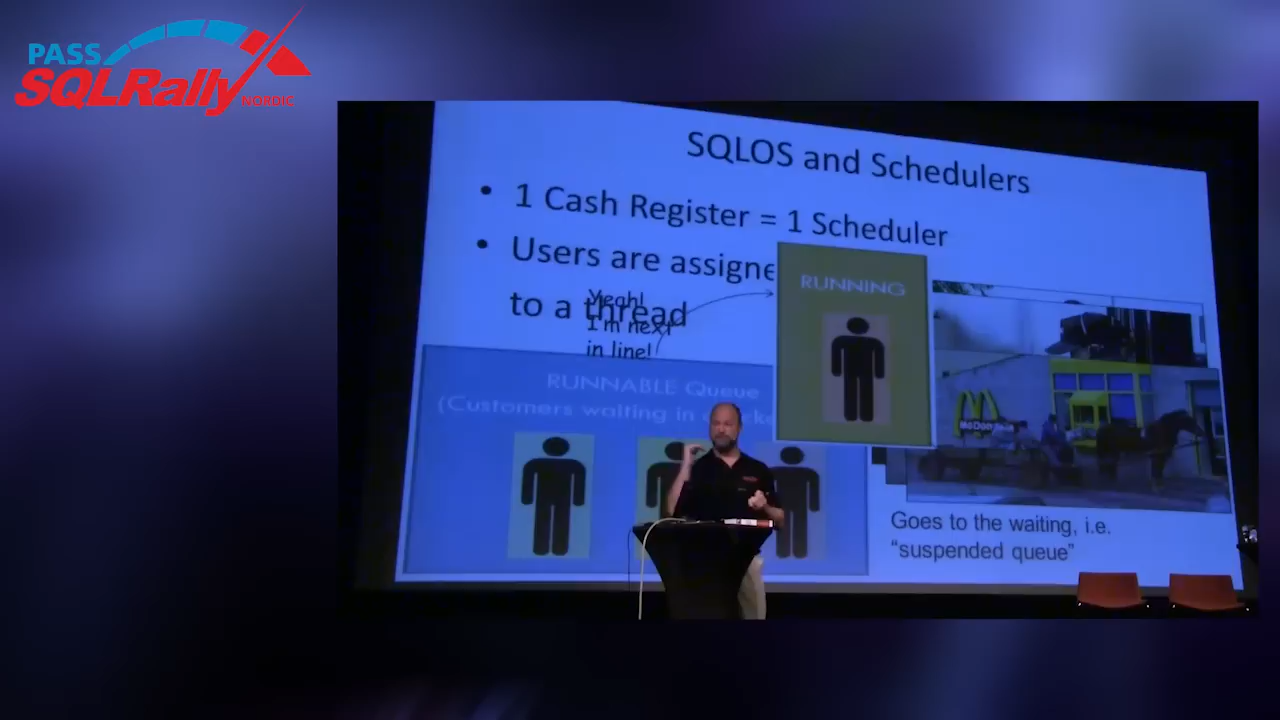 PASS
SQLRally
NORDIC
SQLOS and Schedulers
• 1 Cash Register = 1 Scheduler
• Users are assigne
to a thread
Yeah!
I'm next
in line!
RUNNING
RUNNABLE Queue
(Customers waiting in
McDonald's
Goes to the waiting, i.e.
"suspended queue"